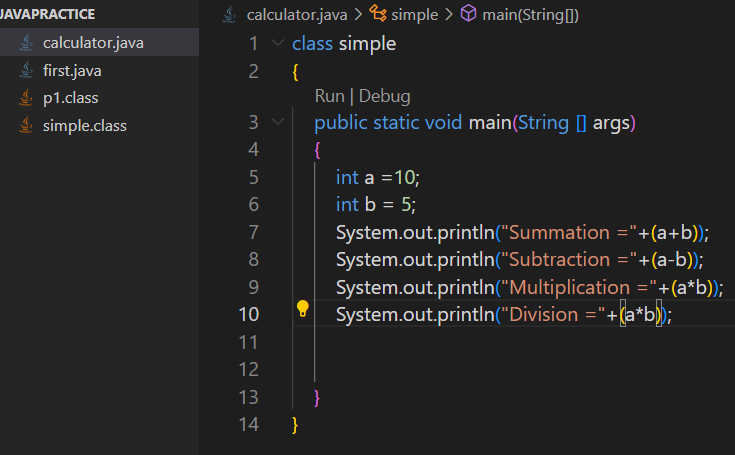 JAVAPRACTICE
calculator.java
first.java
p1.class
simple.class
calculator.java > simple > main(String[])
1 class simple
2 {
Run | Debug
3 public static void main(String [] args)
4 {
5 int a =10;
6 int b = 5;
7 System.out.println("Summation ="+(a+b));
8 System.out.println("Subtraction ="+(a-b));
9 System.out.println("Multiplication ="+(a*b));
10 System.out.println("Division ="+(a*b));
11
12
13 }
14 }